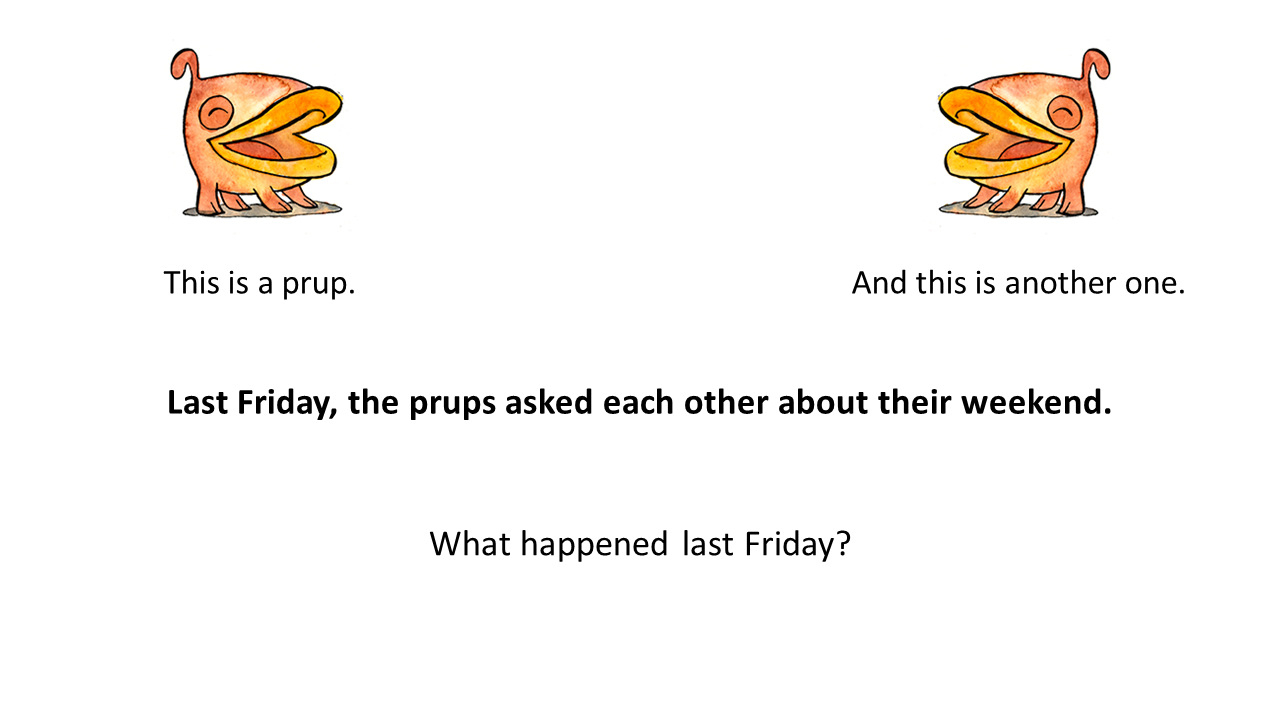 This is a prup.
And this is another one.
Last Friday, the prups asked each other about their weekend.
What happened last Friday?